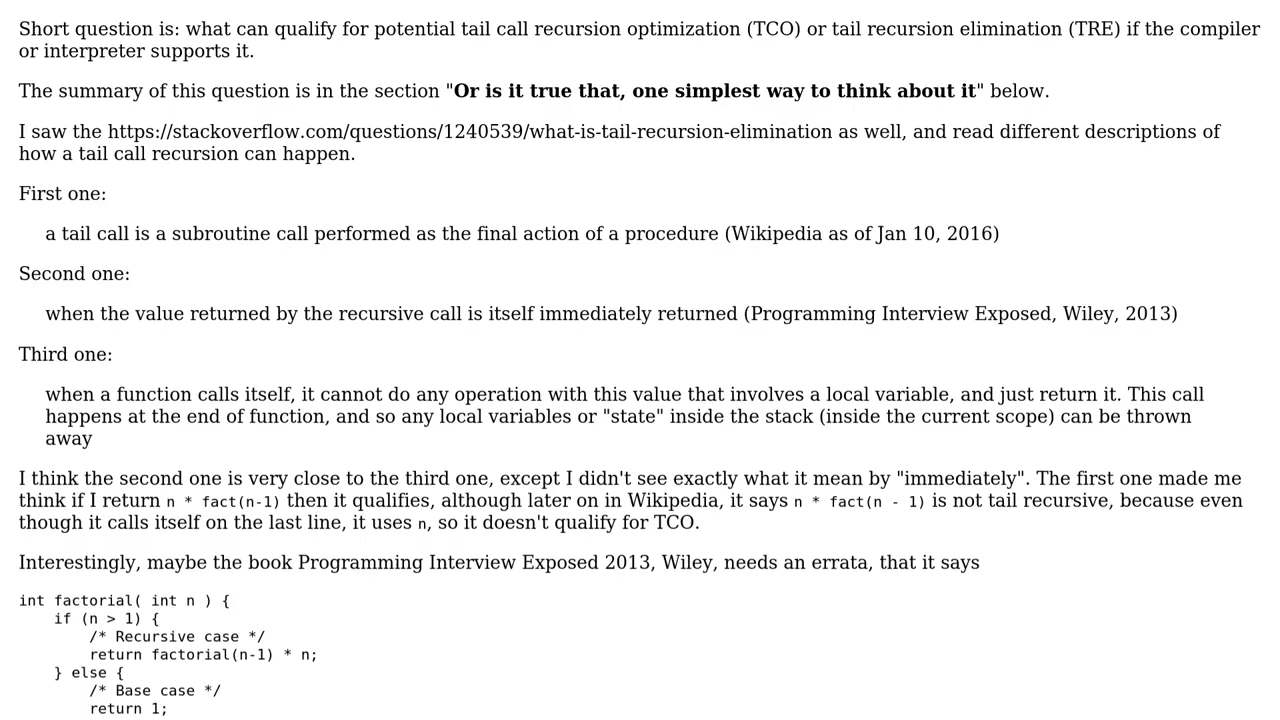 Short question is: what can qualify for potential tail call recursion optimization (TCO) or tail recursion elimination (TRE) if the compiler
or interpreter supports it.
The summary of this question is in the section "Or is it true that, one simplest way to think about it" below.
I saw the https://stackoverflow.com/questions/1240539/what-is-tail-recursion-elimination as well, and read different descriptions of
how a tail call recursion can happen.
First one:
a tail call is a subroutine call performed as the final action of a procedure (Wikipedia as of Jan 10, 2016)
Second one:
when the value returned by the recursive call is itself immediately returned (Programming Interview Exposed, Wiley, 2013)
Third one:
when a function calls itself, it cannot do any operation with this value that involves a local variable, and just return it. This call
happens at the end of function, and so any local variables or "state" inside the stack (inside the current scope) can be thrown
away
I think the second one is very close to the third one, except I didn't see exactly what it mean by "immediately". The first one made me
think if I return n * fact(n-1) then it qualifies, although later on in Wikipedia, it says n * fact(n - 1) is not tail recursive, because even
though it calls itself on the last line, it uses n, so it doesn't qualify for TCO.
Interestingly, maybe the book Programming Interview Exposed 2013, Wiley, needs an errata, that it says
int factorial( int n ) {
    if (n > 1) {
        /* Recursive case */
        return factorial(n-1) * n;
    } else {
        /* Base case */
        return 1;